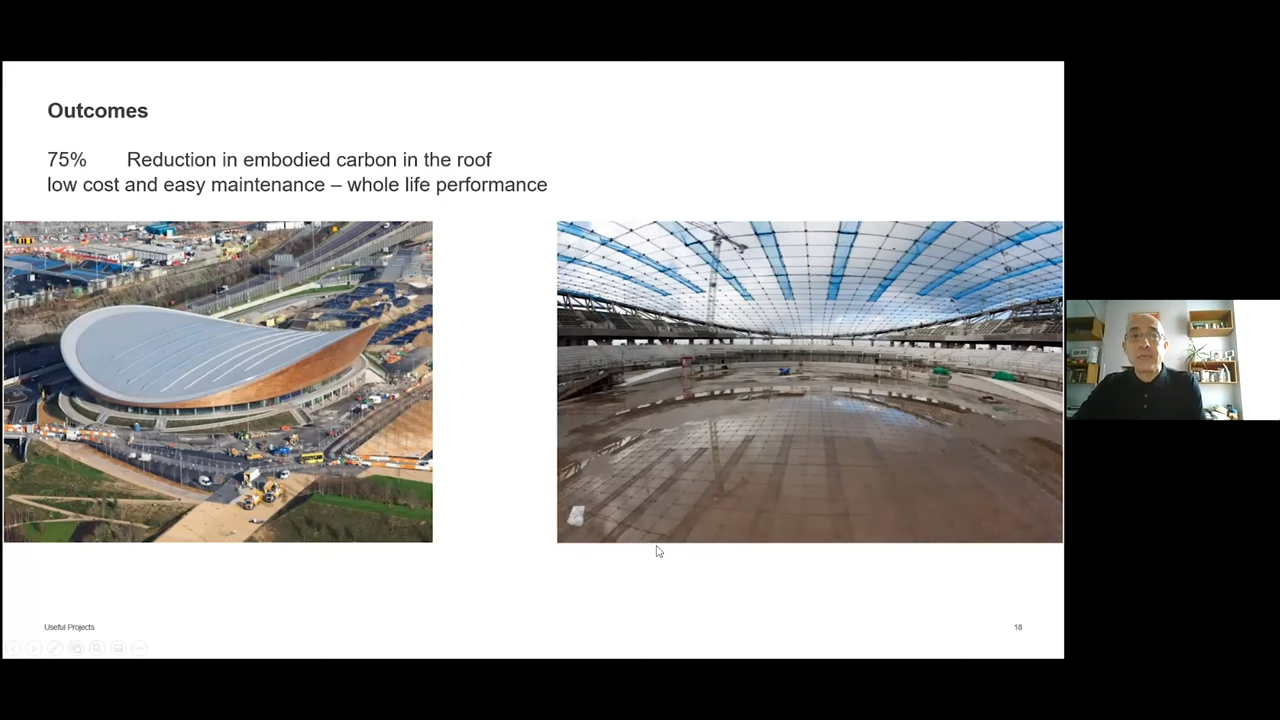 Outcomes
75% Reduction in embodied carbon in the roof
low cost and easy maintenance – whole life performance
Useful Projects
18